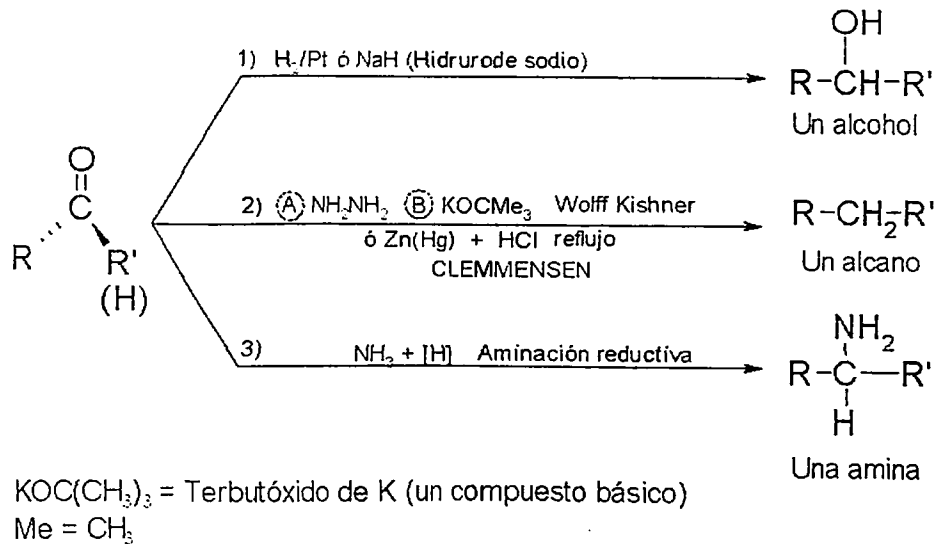 1) H₂/Pt ó NaH (Hidrurode sodio)
OH
R-CH-R'
Un alcohol
O
C
R
R'
(H)
2) Ⓐ NH₂NH₂ Ⓑ KOCMe₃ Wolff Kishner
ó Zn(Hg) + HCl reflujo
CLEMMENSEN
R-CH₂R'
Un alcano
3) NH₃ + [H] Aminación reductiva
NH₂
R-C-R'
H
Una amina
KOC(CH₃)₃ = Terbutóxido de K (un compuesto básico)
Me = CH₃